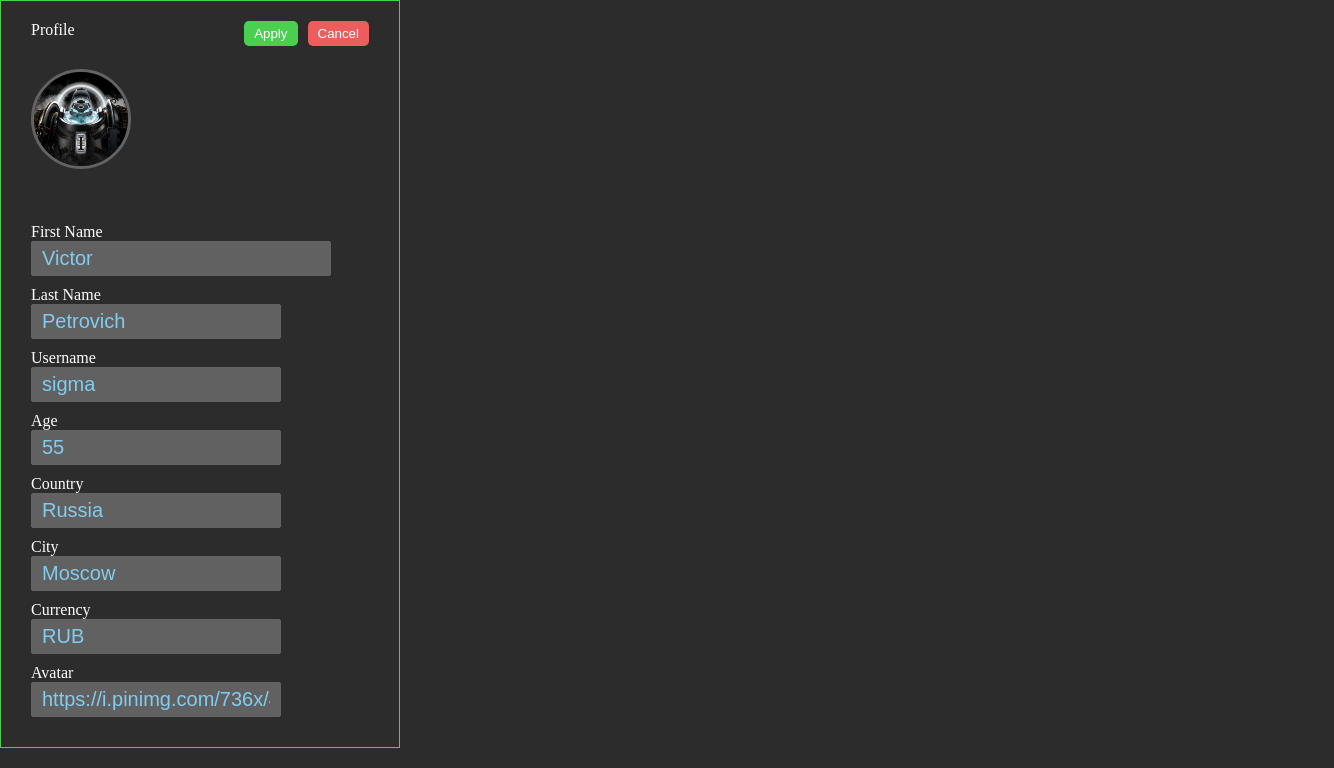 Profile
Apply
Cancel
First Name
Victor
Last Name
Petrovich
Username
sigma
Age
55
Country
Russia
City
Moscow
Currency
RUB
Avatar
https://i.pinimg.com/736x/